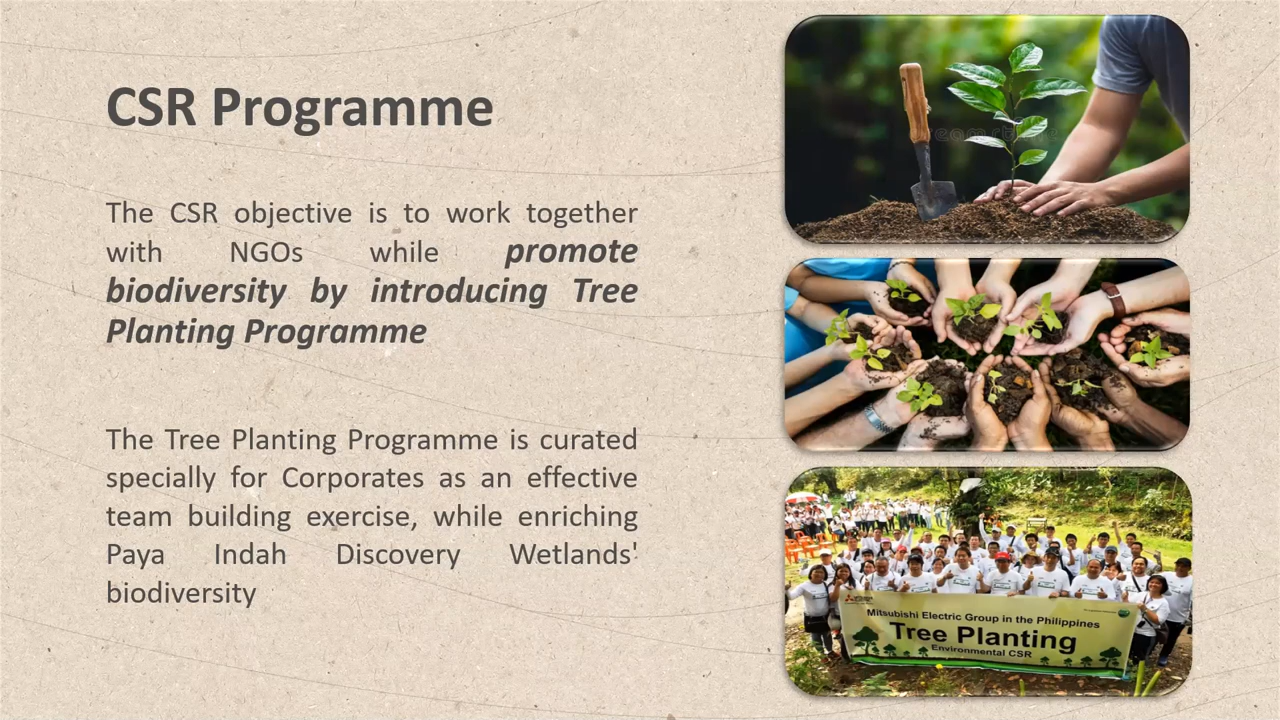 CSR Programme
The CSR objective is to work together
with NGOs while promote
biodiversity by introducing Tree
Planting Programme
The Tree Planting Programme is curated
specially for Corporates as an effective
team building exercise, while enriching
Paya Indah Discovery Wetlands'
biodiversity
dreamstime
Mitsubishi Electric Group in the Philippines
Tree Planting
Environmental CSR